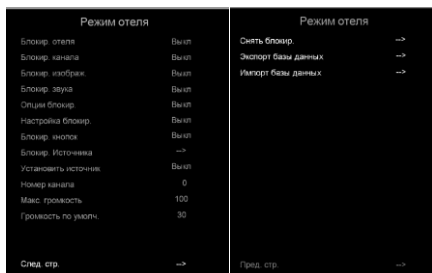 Режим отеля
Блокир. отеля Выкл
Блокир. канала Выкл
Блокир. изображ. Выкл
Блокир. звука Выкл
Опции блокир. Выкл
Настройка блокир. Выкл
Блокир. кнопок Выкл
Блокир. Источника -->
Установить источник Выкл
Номер канала 0
Макс. громкость 100
Громкость по умолч. 30
След. стр. -->
Режим отеля
Снять блокир. -->
Экспорт базы данных -->
Импорт базы данных -->
Пред. стр. -->